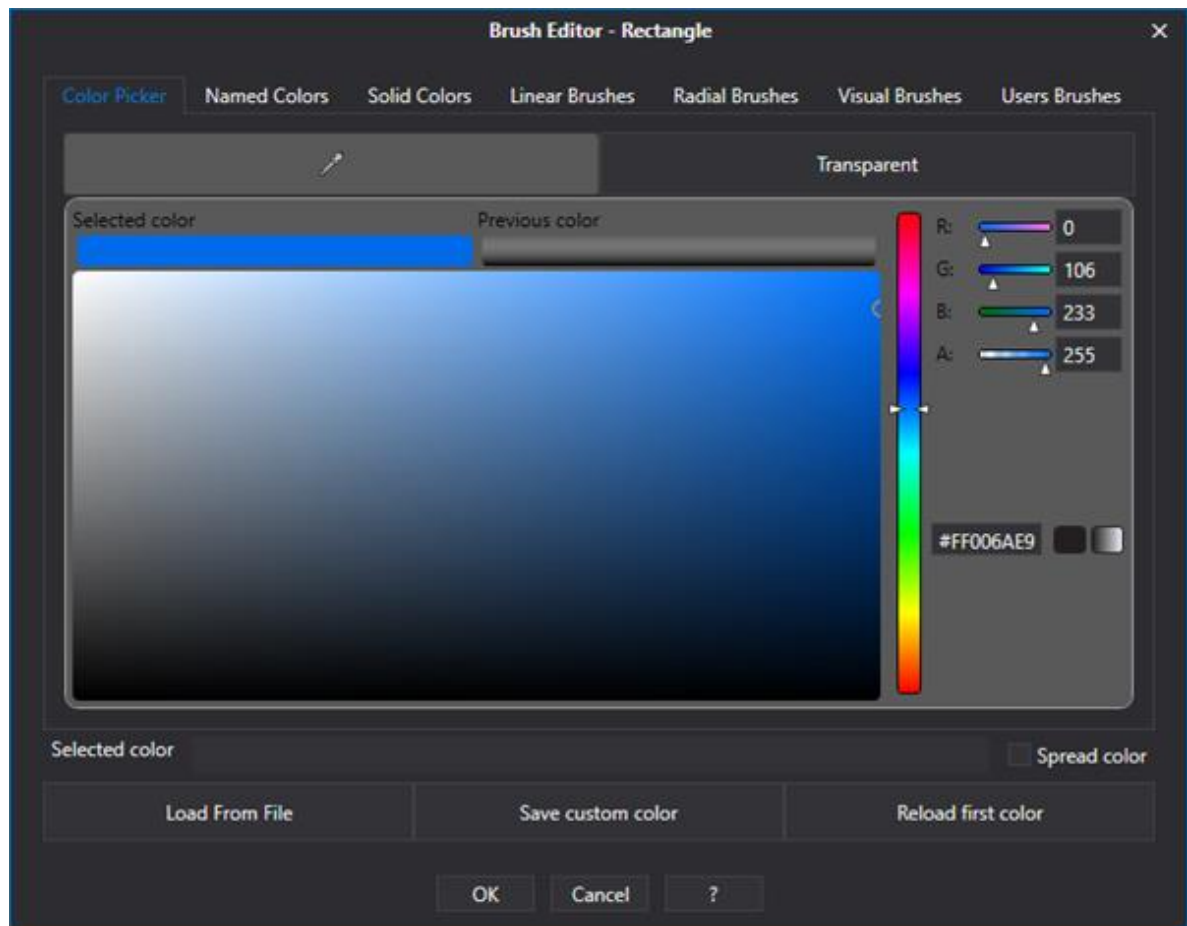 Brush Editor - Rectangle
Color Picker Named Colors Solid Colors Linear Brushes Radial Brushes Visual Brushes Users Brushes
Transparent
Selected color Previous color
R: 0
G: 106
B: 233
A: 255
#FF006AE9
Selected color Spread color
Load From File Save custom color Reload first color
OK Cancel ?